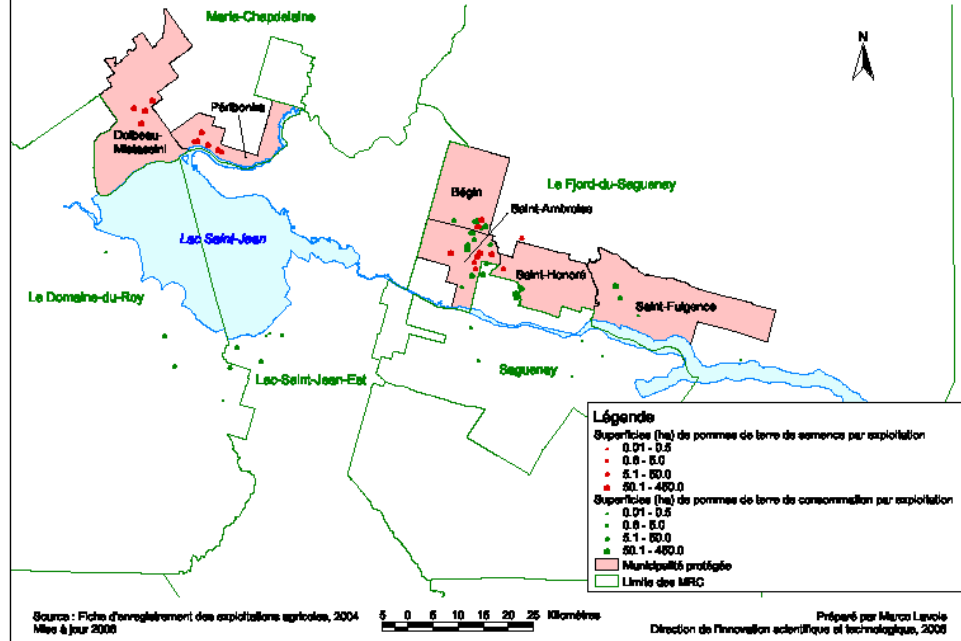 Maria-Chapdelaine
N
Péribonka
Dolbeau-
Mistassini
Bégin
Le Fjord-du-Saguenay
Saint-Ambroise
Lac Saint-Jean
Saint-Honoré
Le Domaine-du-Roy
Saint-Fulgence
Lac-Saint-Jean-Est
Saguenay
Légende
Superficies (ha) de pommes de terre de semence par exploitation
0.01 - 0.5
0.6 - 5.0
5.1 - 50.0
50.1 - 450.0
Superficies (ha) de pommes de terre de consommation par exploitation
0.01 - 0.5
0.6 - 5.0
5.1 - 50.0
50.1 - 450.0
Municipalité protégée
Limite des MRC
Source : Fiche d'enregistrement des exploitations agricoles, 2004
Mise à jour 2006
5 0 5 10 15 20 25 Kilomètres
Préparé par Marco Lavoie
Direction de l'innovation scientifique et technologique, 2006